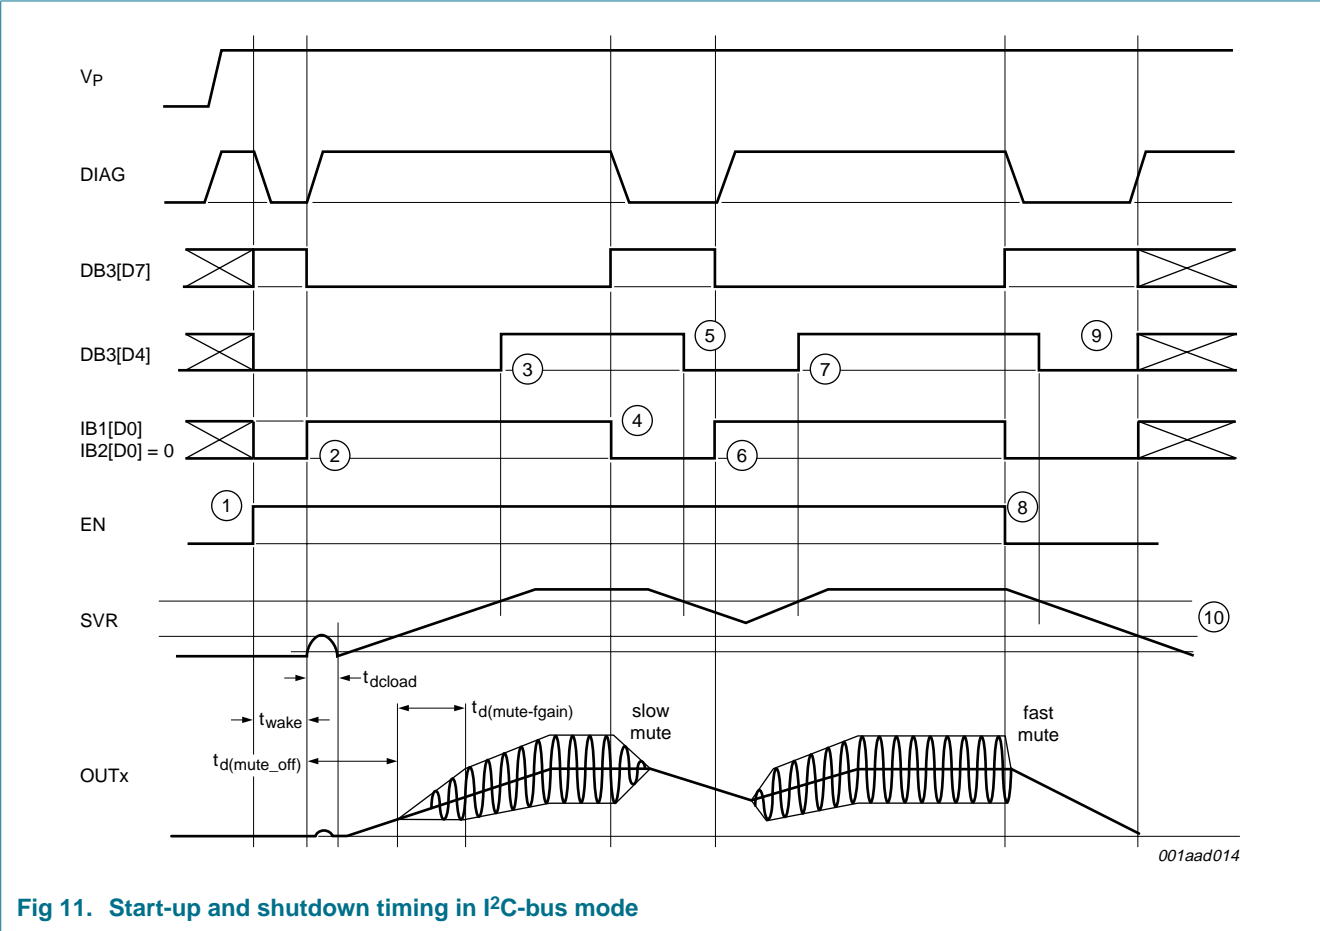 VP
DIAG
DB3[D7]
DB3[D4]
5
9
3
7
IB1[D0]
IB2[D0] = 0
4
2
6
EN
1
8
SVR
10
tdcload
twake
td(mute-fgain)
slow
mute
fast
mute
td(mute_off)
OUTx
001aad014
Fig 11. Start-up and shutdown timing in I²C-bus mode